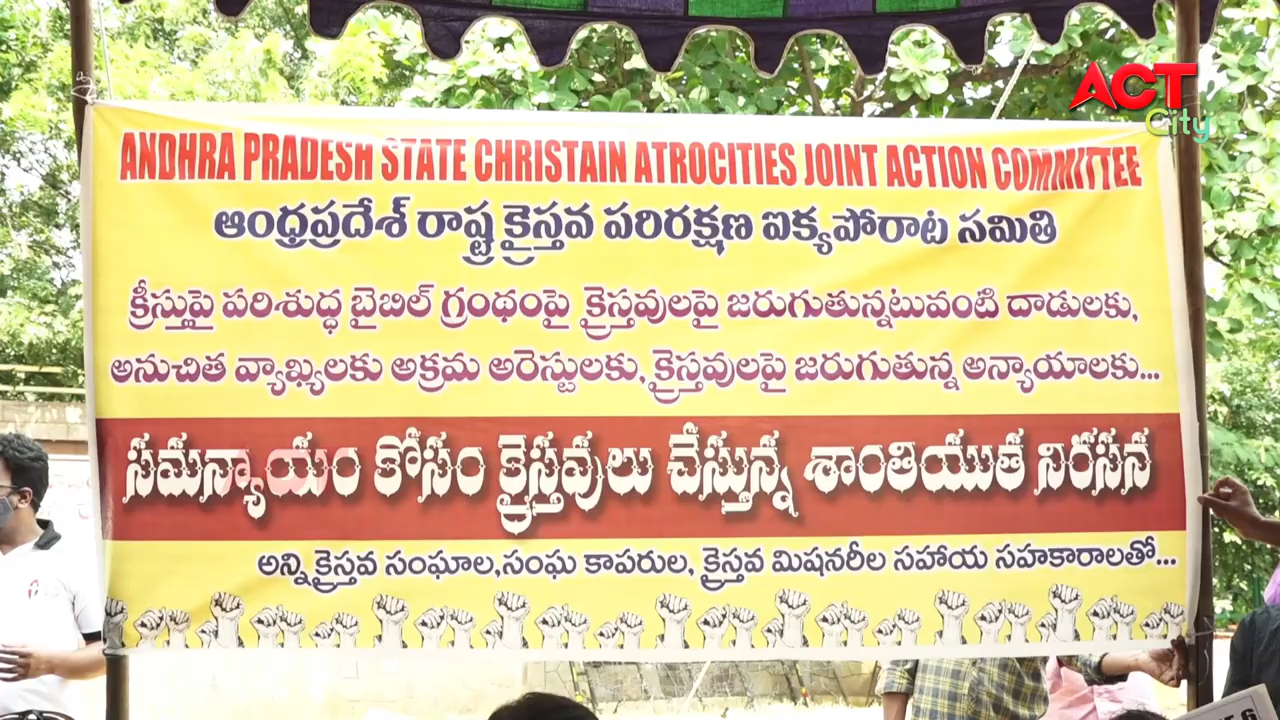 ACT
City
ANDHRA PRADESH STATE CHRISTAIN ATROCITIES JOINT ACTION COMMITTEE
ఆంధ్రప్రదేశ్ రాష్ట్ర క్రైస్తవ పరిరక్షణ ఐక్యపోరాట సమితి
క్రీస్తుపై పరిశుద్ధ బైబిల్ గ్రంథంపై క్రైస్తవులపై జరుగుతున్నటువంటి దాడులకు,
అనుచిత వ్యాఖ్యలకు అక్రమ అరెస్టులకు, క్రైస్తవులపై జరుగుతున్న అన్యాయాలకు...
సమన్యాయం కోసం క్రైస్తవులు చేస్తున్న శాంతియుత నిరసన
అన్ని క్రైస్తవ సంఘాల,సంఘ కాపరుల, క్రైస్తవ మిషనరీల సహాయ సహకారాలతో...